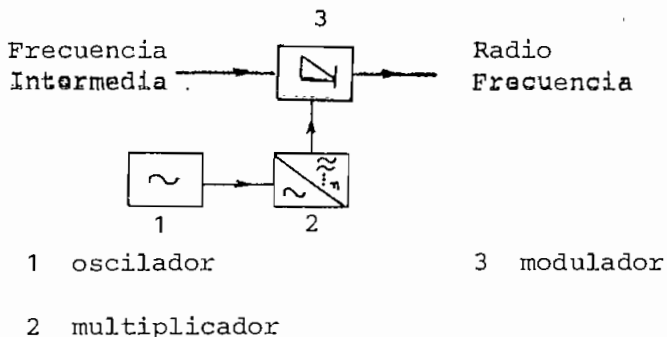 3
Frecuencia Radio
Intermedia . Frecuencia
n
1 2
1 oscilador 3 modulador
2 multiplicador